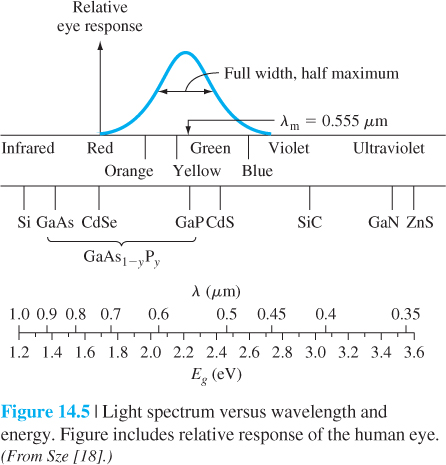 Relative
eye response
Full width, half maximum
λm = 0.555 μm
Infrared Red Green Violet Ultraviolet
Orange Yellow Blue
Si GaAs CdSe GaP CdS SiC GaN ZnS
GaAs1−yPy
λ (μm)
1.0 0.9 0.8 0.7 0.6 0.5 0.45 0.4 0.35
1.2 1.4 1.6 1.8 2.0 2.2 2.4 2.6 2.8 3.0 3.2 3.4 3.6
Eg (eV)
Figure 14.5 | Light spectrum versus wavelength and
energy. Figure includes relative response of the human eye.
(From Sze [18].)